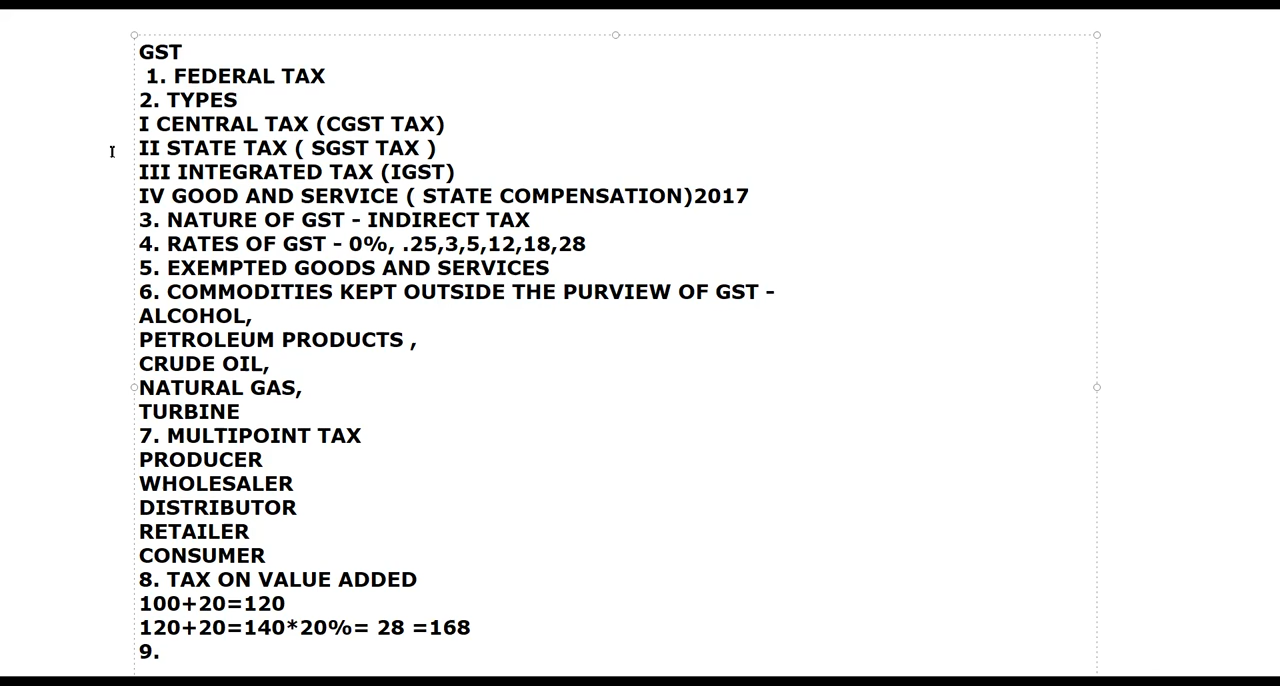 GST
1. FEDERAL TAX
2. TYPES
I CENTRAL TAX (CGST TAX)
II STATE TAX ( SGST TAX )
III INTEGRATED TAX (IGST)
IV GOOD AND SERVICE ( STATE COMPENSATION)2017
3. NATURE OF GST - INDIRECT TAX
4. RATES OF GST - 0%, .25,3,5,12,18,28
5. EXEMPTED GOODS AND SERVICES
6. COMMODITIES KEPT OUTSIDE THE PURVIEW OF GST -
ALCOHOL,
PETROLEUM PRODUCTS ,
CRUDE OIL,
NATURAL GAS,
TURBINE
7. MULTIPOINT TAX
PRODUCER
WHOLESALER
DISTRIBUTOR
RETAILER
CONSUMER
8. TAX ON VALUE ADDED
100+20=120
120+20=140*20%= 28 =168
9.